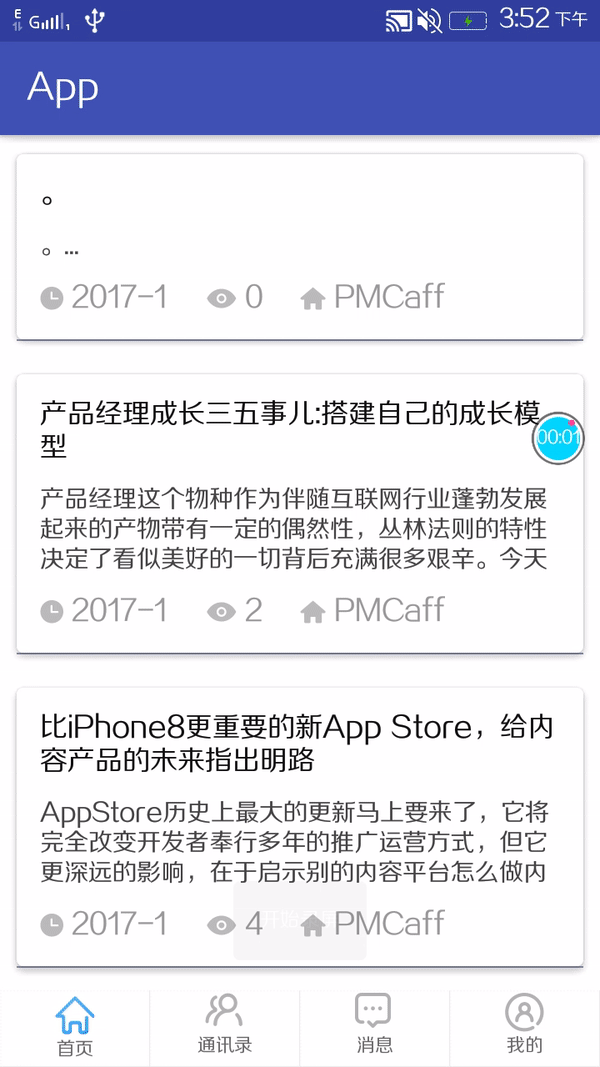 E G 1 3:52 下午
App
。
。...
2017-1 0 PMCaff
产品经理成长三五事儿:搭建自己的成长模
型
00:01
产品经理这个物种作为伴随互联网行业蓬勃发展
起来的产物带有一定的偶然性，丛林法则的特性
决定了看似美好的一切背后充满很多艰辛。今天
2017-1 2 PMCaff
比iPhone8更重要的新App Store，给内
容产品的未来指出明路
AppStore历史上最大的更新马上要来了，它将
完全改变开发者奉行多年的推广运营方式，但它
更深远的影响，在于启示别的内容平台怎么做内
2017-1 4 PMCaff
开始
首页 通讯录 消息 我的